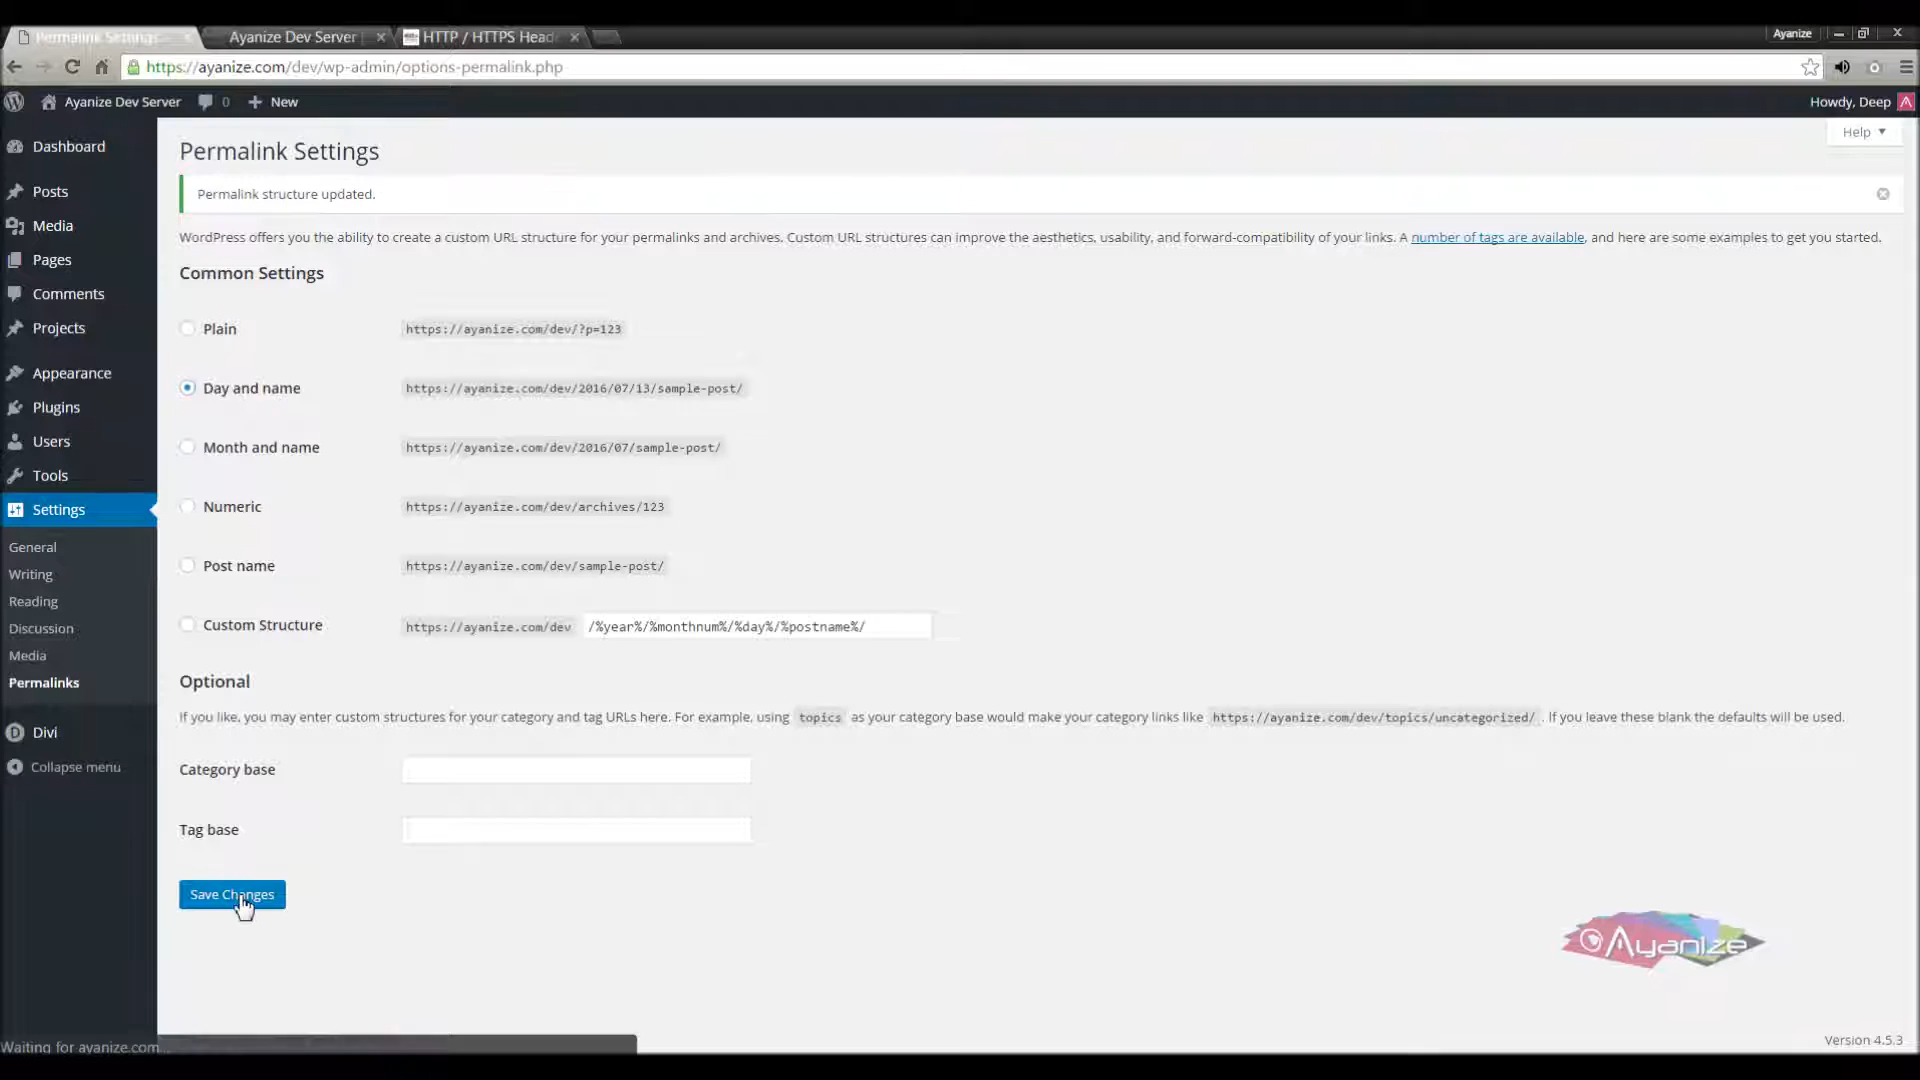 Permalink Settings
Ayanize Dev Server
HTTP / HTTPS Head
Ayanize
https://ayanize.com/dev/wp-admin/options-permalink.php
Ayanize Dev Server
0
New
Howdy, Deep
Help
Dashboard
Posts
Media
Pages
Comments
Projects
Appearance
Plugins
Users
Tools
Settings
General
Writing
Reading
Discussion
Media
Permalinks
Divi
Collapse menu
Permalink Settings
Permalink structure updated.
WordPress offers you the ability to create a custom URL structure for your permalinks and archives. Custom URL structures can improve the aesthetics, usability, and forward-compatibility of your links. A number of tags are available, and here are some examples to get you started.
Common Settings
Plain https://ayanize.com/dev/?p=123
Day and name https://ayanize.com/dev/2016/07/13/sample-post/
Month and name https://ayanize.com/dev/2016/07/sample-post/
Numeric https://ayanize.com/dev/archives/123
Post name https://ayanize.com/dev/sample-post/
Custom Structure https://ayanize.com/dev /%year%/%monthnum%/%day%/%postname%/
Optional
If you like, you may enter custom structures for your category and tag URLs here. For example, using topics as your category base would make your category links like https://ayanize.com/dev/topics/uncategorized/ . If you leave these blank the defaults will be used.
Category base
Tag base
Save Changes
Ayanize
Waiting for ayanize.com...
Version 4.5.3